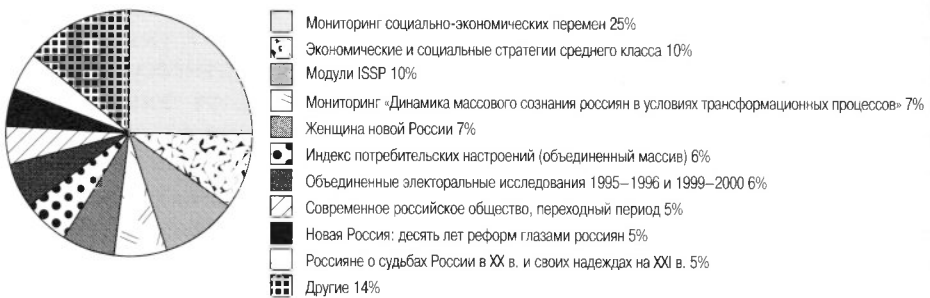 Мониторинг социально-экономических перемен 25%
Экономические и социальные стратегии среднего класса 10%
Модули ISSP 10%
Мониторинг «Динамика массового сознания россиян в условиях трансформационных процессов» 7%
Женщина новой России 7%
Индекс потребительских настроений (объединенный массив) 6%
Объединенные электоральные исследования 1995–1996 и 1999–2000 6%
Современное российское общество, переходный период 5%
Новая Россия: десять лет реформ глазами россиян 5%
Россияне о судьбах России в XX в. и своих надеждах на XXI в. 5%
Другие 14%